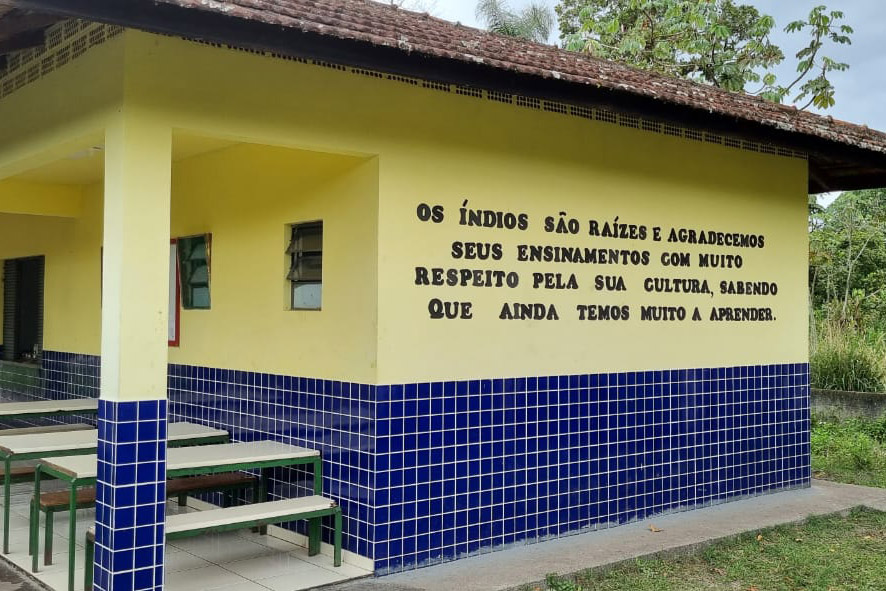 OS ÍNDIOS SÃO RAÍZES E AGRADECEMOS
SEUS ENSINAMENTOS COM MUITO
RESPEITO PELA SUA CULTURA, SABENDO
QUE AINDA TEMOS MUITO A APRENDER.